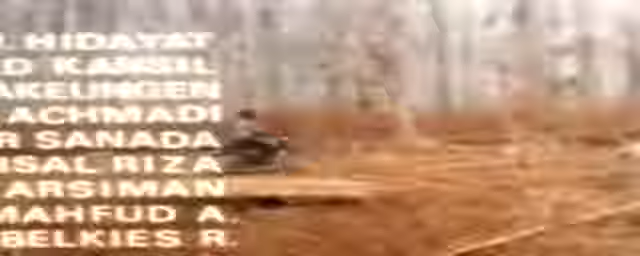 HIDAYAT
D KANSIL
AKEUNGEN
ACHMADI
R SANADA
ISAL RIZA
ARSIMAN
MAHFUD A.
BELKIES R.